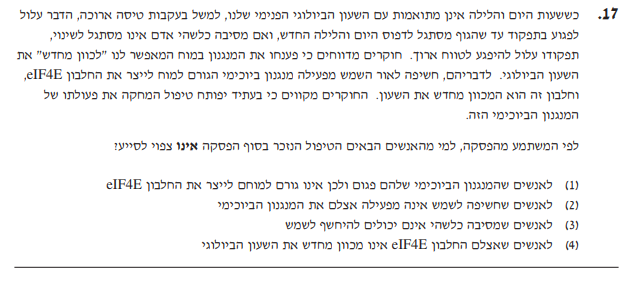 17. כששעות היום והלילה אינן מתואמות עם השעון הביולוגי הפנימי שלנו, למשל בעקבות טיסה ארוכה, הדבר עלול
לפגוע בתפקוד עד שהגוף מסתגל לדפוס היום והלילה החדש, ואם מסיבה כלשהי אדם אינו מסתגל לשינוי,
תפקודו עלול להיפגע לטווח ארוך. חוקרים מדווחים כי פענחו את המנגנון במוח המאפשר לנו "לכוון מחדש" את
השעון הביולוגי. לדבריהם, חשיפה לאור השמש מפעילה מנגנון ביוכימי הגורם למוח לייצר את החלבון eIF4E,
וחלבון זה הוא המכוון מחדש את השעון. החוקרים מקווים כי בעתיד יפותח טיפול המחקה את פעולתו של
המנגנון הביוכימי הזה.
לפי המשתמע מהפסקה, למי מהאנשים הבאים הטיפול הנזכר בסוף הפסקה אינו צפוי לסייע?
(1) לאנשים שהמנגנון הביוכימי שלהם פגום ולכן אינו גורם למוחם לייצר את החלבון eIF4E
(2) לאנשים שחשיפה לשמש אינה מפעילה אצלם את המנגנון הביוכימי
(3) לאנשים שמסיבה כלשהי אינם יכולים להיחשף לשמש
(4) לאנשים שאצלם החלבון eIF4E אינו מכוון מחדש את השעון הביולוגי